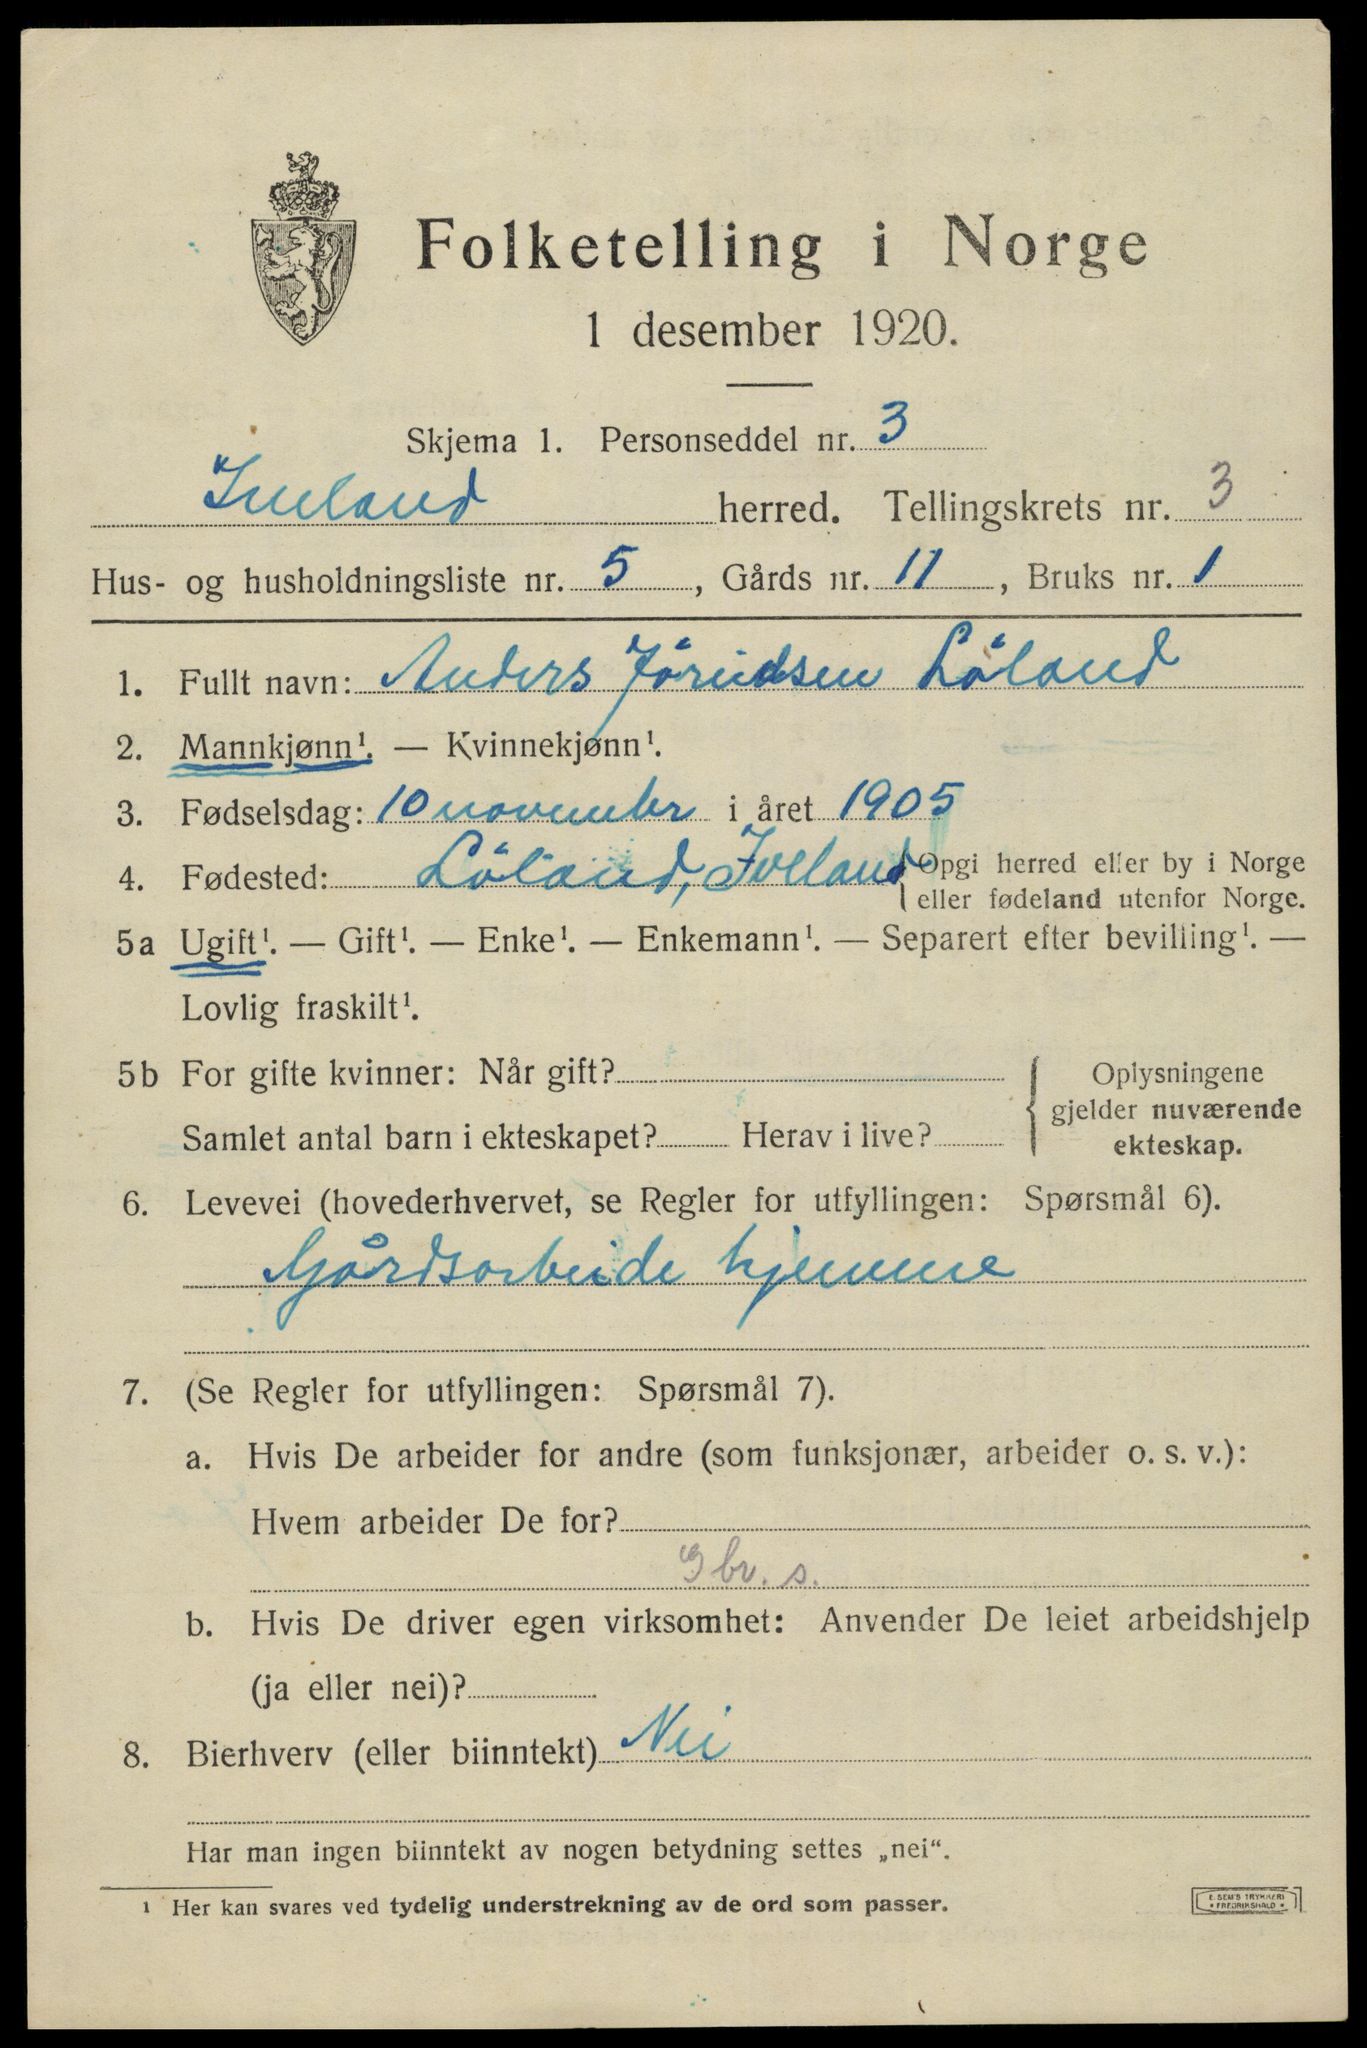 Folketelling i Norge
1 desember 1920.
Skjema 1. Personseddel nr. 3
Iveland herred. Tellingskrets nr. 3
Hus- og husholdningsliste nr. 5, Gårds nr. 11, Bruks nr. 1
1. Fullt navn: Anders Jörundsen Löland
2. Mannkjønn¹. — Kvinnekjønn¹.
3. Fødselsdag: 10 november i året 1905
4. Fødested: Löland, Iveland { Opgi herred eller by i Norge
eller fødeland utenfor Norge.
5a Ugift¹. — Gift¹. — Enke¹. — Enkemann¹. — Separert efter bevilling¹. —
Lovlig fraskilt¹.
5b For gifte kvinner: Når gift?
Samlet antal barn i ekteskapet? Herav i live?
Oplysningene
gjelder nuværende
ekteskap.
6. Levevei (hovederhvervet, se Regler for utfyllingen: Spørsmål 6).
Gårdsarbeide hjemme
7. (Se Regler for utfyllingen: Spørsmål 7).
a. Hvis De arbeider for andre (som funksjonær, arbeider o. s. v.):
Hvem arbeider De for?
Gbr. s.
b. Hvis De driver egen virksomhet: Anvender De leiet arbeidshjelp
(ja eller nei)?
8. Bierhverv (eller biinntekt) Nei
Har man ingen biinntekt av nogen betydning settes „nei“.
¹ Her kan svares ved tydelig understrekning av de ord som passer.
E. SEM'S TRYKKERI
* FREDRIKSHALD *